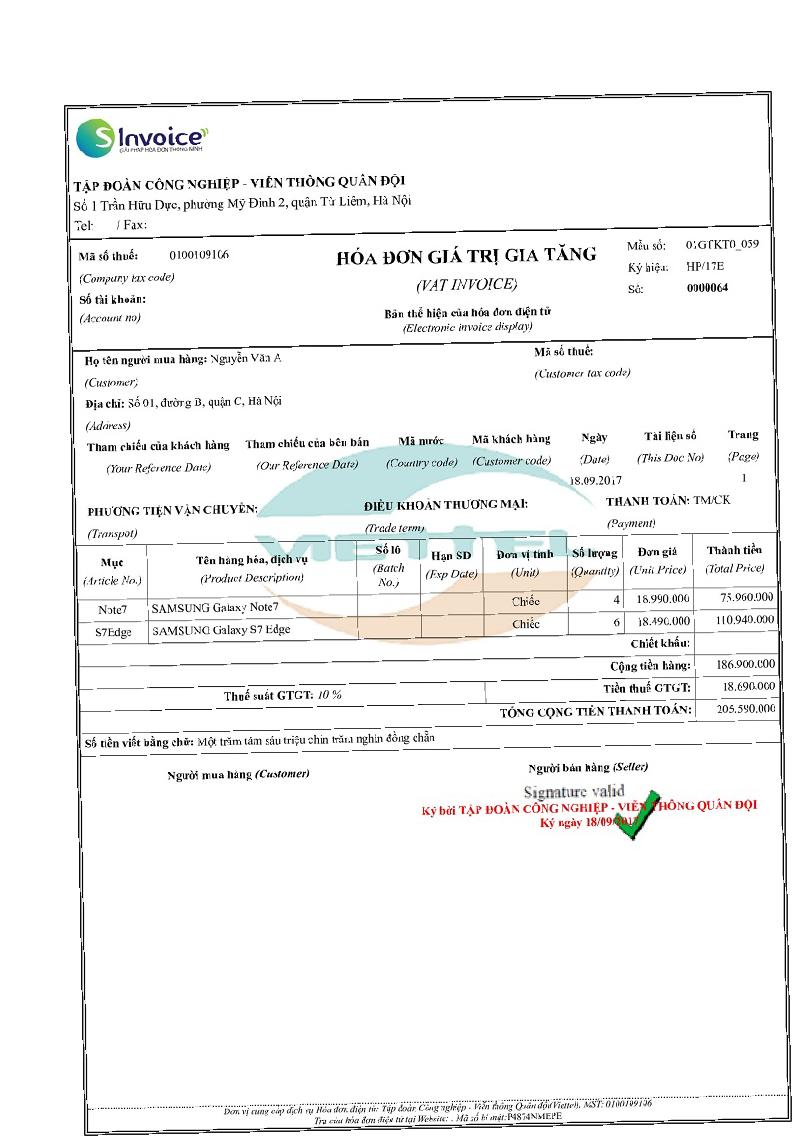 S Invoice
GIẢI PHÁP HÓA ĐƠN THÔNG MINH
TẬP ĐOÀN CÔNG NGHIỆP - VIỄN THÔNG QUÂN ĐỘI
Số 1 Trần Hữu Dực, phường Mỹ Đình 2, quận Từ Liêm, Hà Nội
Tel: / Fax:
Mã số thuế: 0100109106
(Company tax code)
Số tài khoản:
(Account no)
HÓA ĐƠN GIÁ TRỊ GIA TĂNG
(VAT INVOICE)
Bản thể hiện của hóa đơn điện tử
(Electronic invoice display)
Mẫu số: 01GTKT0_059
Ký hiệu: HP/17E
Số: 0000064
Họ tên người mua hàng: Nguyễn Văn A
(Customer)
Mã số thuế:
(Customer tax code)
Địa chỉ: Số 01, đường B, quận C, Hà Nội
(Address)
Tham chiếu của khách hàng Tham chiếu của bên bán Mã nước Mã khách hàng Ngày Tài liệu số Trang
(Your Reference Date) (Our Reference Date) (Country code) (Customer code) (Date) (This Doc No) (Page)
18.09.2017 1
PHƯƠNG TIỆN VẬN CHUYỂN: ĐIỀU KHOẢN THƯƠNG MẠI: THANH TOÁN: TM/CK
(Transpot) (Trade term) (Payment)
VIETTEL
Mục Tên hàng hóa, dịch vụ Số lô Hạn SD Đơn vị tính Số lượng Đơn giá Thành tiền
(Article No.) (Product Description) (Batch No.) (Exp Date) (Unit) (Quantity) (Unit Price) (Total Price)
Note7 SAMSUNG Galaxy Note7 Chiếc 4 18.990.000 75.960.000
S7Edge SAMSUNG Galaxy S7 Edge Chiếc 6 18.490.000 110.940.000
Chiết khấu:
Cộng tiền hàng: 186.900.000
Thuế suất GTGT: 10 % Tiền thuế GTGT: 18.690.000
TỔNG CỘNG TIỀN THANH TOÁN: 205.590.000
Số tiền viết bằng chữ: Một trăm tám sáu triệu chín trăm nghìn đồng chẵn
Người mua hàng (Customer) Người bán hàng (Seller)
Signature valid
Ký bởi TẬP ĐOÀN CÔNG NGHIỆP - VIỄN THÔNG QUÂN ĐỘI
Ký ngày 18/09/2017
Đơn vị cung cấp dịch vụ Hóa đơn điện tử: Tập đoàn Công nghiệp - Viễn thông Quân đội(Viettel), MST: 0100109106
Tra cứu hóa đơn điện tử tại Website: . Mã số bí mật:P4874NMEPE